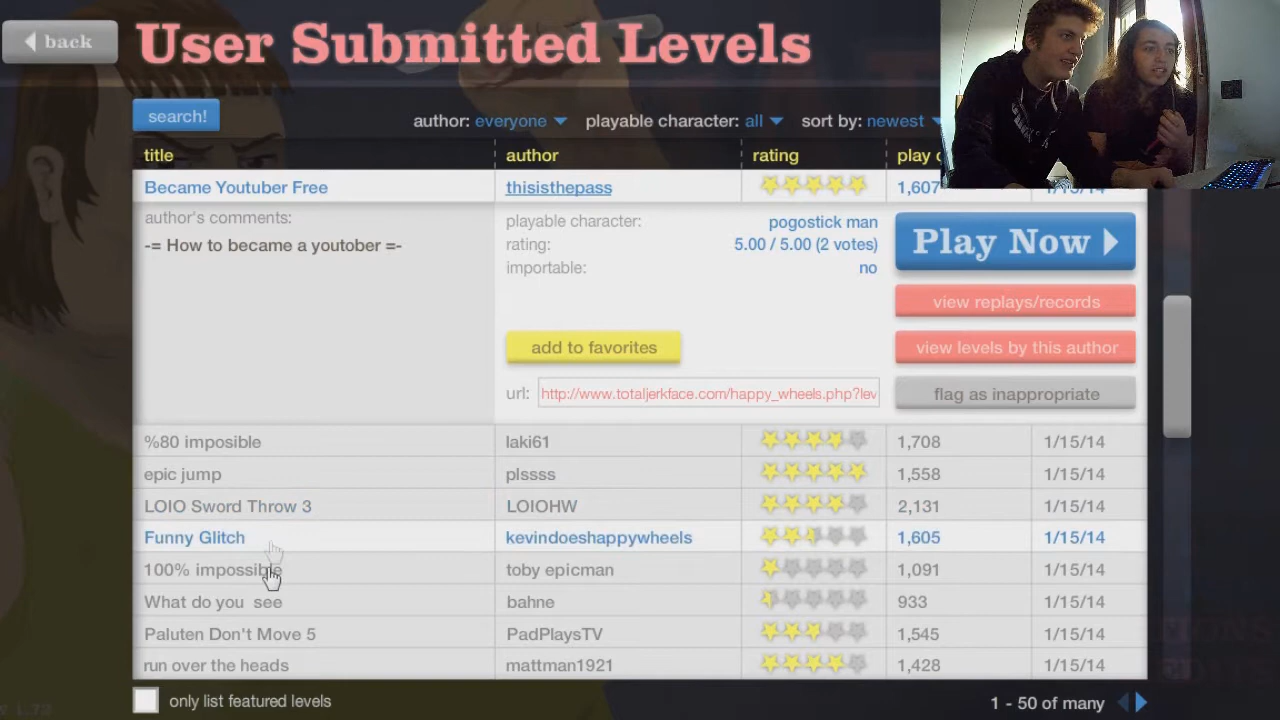 back
User Submitted Levels
search!
author: everyone playable character: all sort by: newest
title author rating play
Became Youtuber Free thisisthepass 1,607 1/15/14
author's comments:
-= How to became a youtober =-
playable character: pogostick man
rating: 5.00 / 5.00 (2 votes)
importable: no
add to favorites
url: http://www.totaljerkface.com/happy_wheels.php?lev
Play Now
view replays/records
view levels by this author
flag as inappropriate
%80 imposible laki61 1,708 1/15/14
epic jump plssss 1,558 1/15/14
LOIO Sword Throw 3 LOIOHW 2,131 1/15/14
Funny Glitch kevindoeshappywheels 1,605 1/15/14
100% impossible toby epicman 1,091 1/15/14
What do you see bahne 933 1/15/14
Paluten Don't Move 5 PadPlaysTV 1,545 1/15/14
run over the heads mattman1921 1,428 1/15/14
only list featured levels
1 - 50 of many